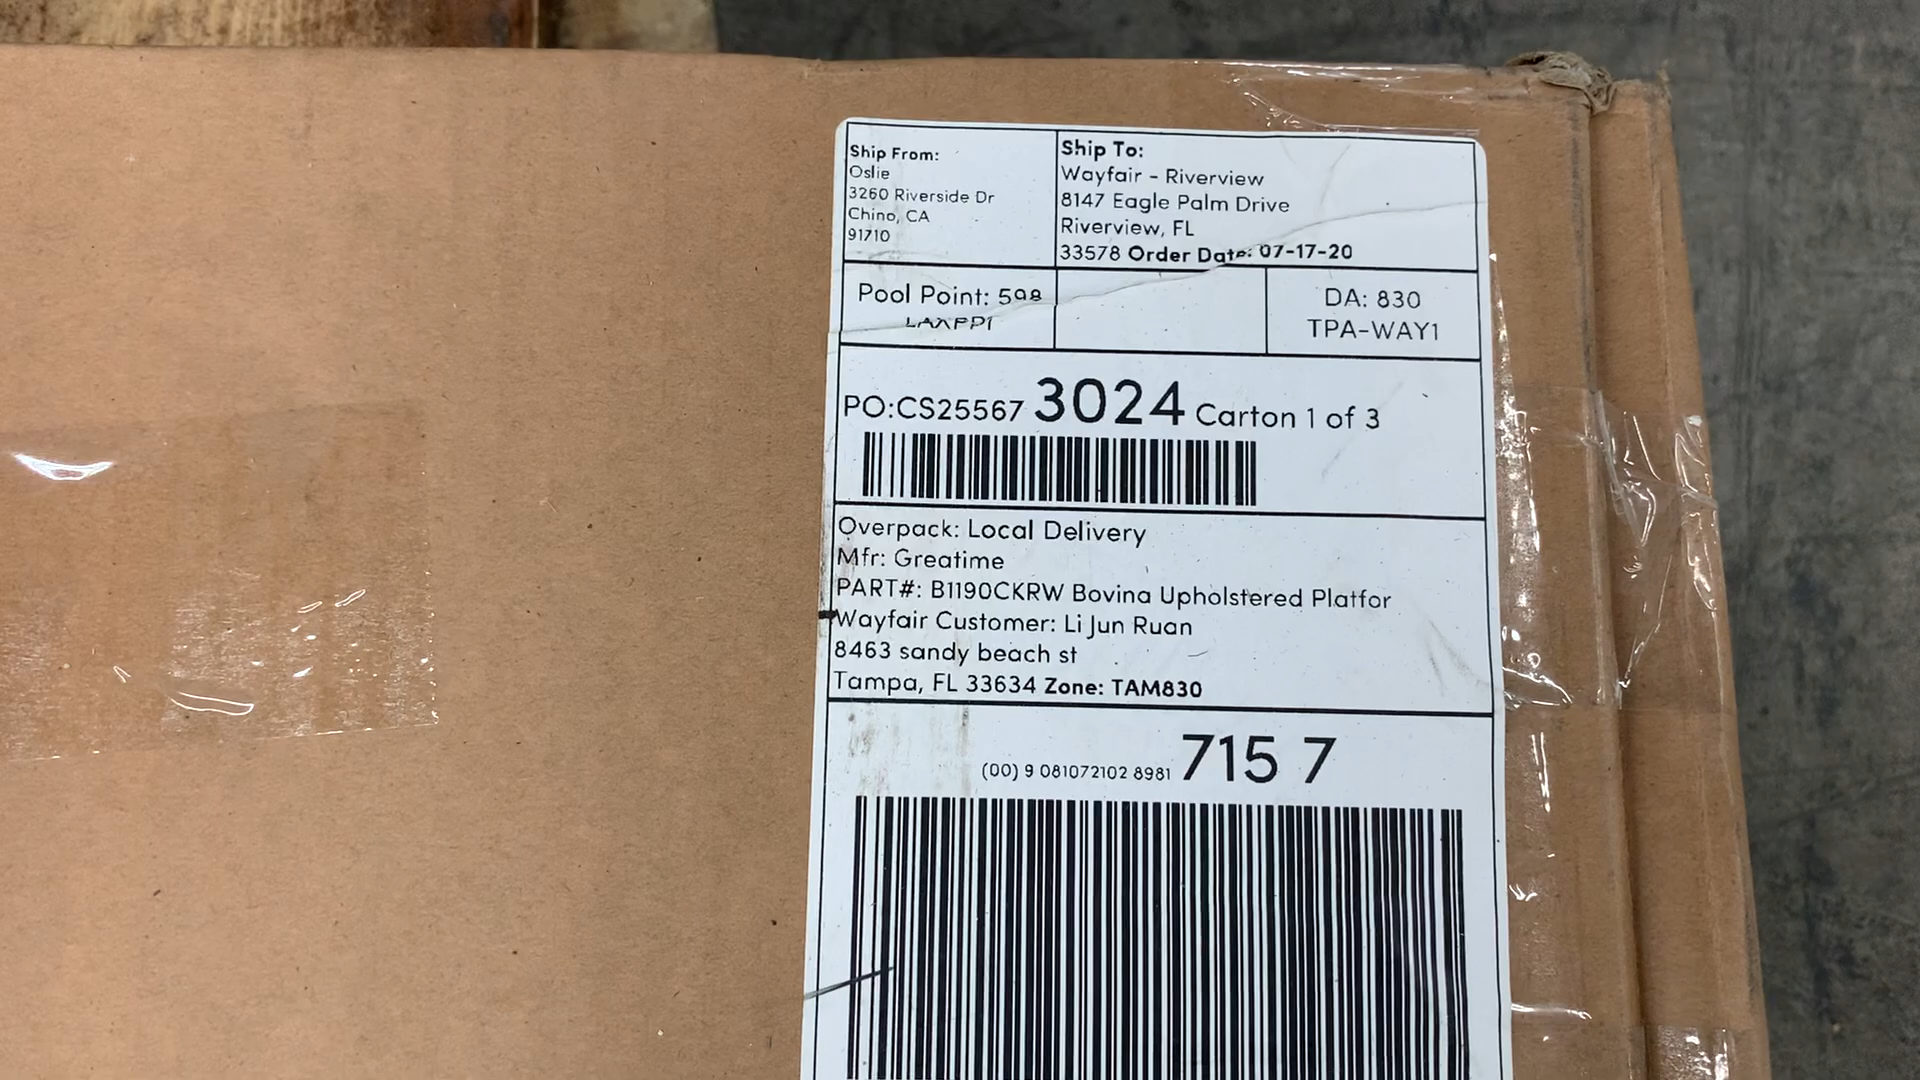 Ship From:
Oslie
3260 Riverside Dr
Chino, CA
91710
Ship To:
Wayfair - Riverview
8147 Eagle Palm Drive
Riverview, FL
33578 Order Date: 07-17-20
Pool Point: 598
LAXPP1
DA: 830
TPA-WAY1
PO:CS25567 3024 Carton 1 of 3
Overpack: Local Delivery
Mfr: Greatime
PART#: B1190CKRW Bovina Upholstered Platfor
Wayfair Customer: Li Jun Ruan
8463 sandy beach st
Tampa, FL 33634 Zone: TAM830
(00) 9 081072102 8981 715 7